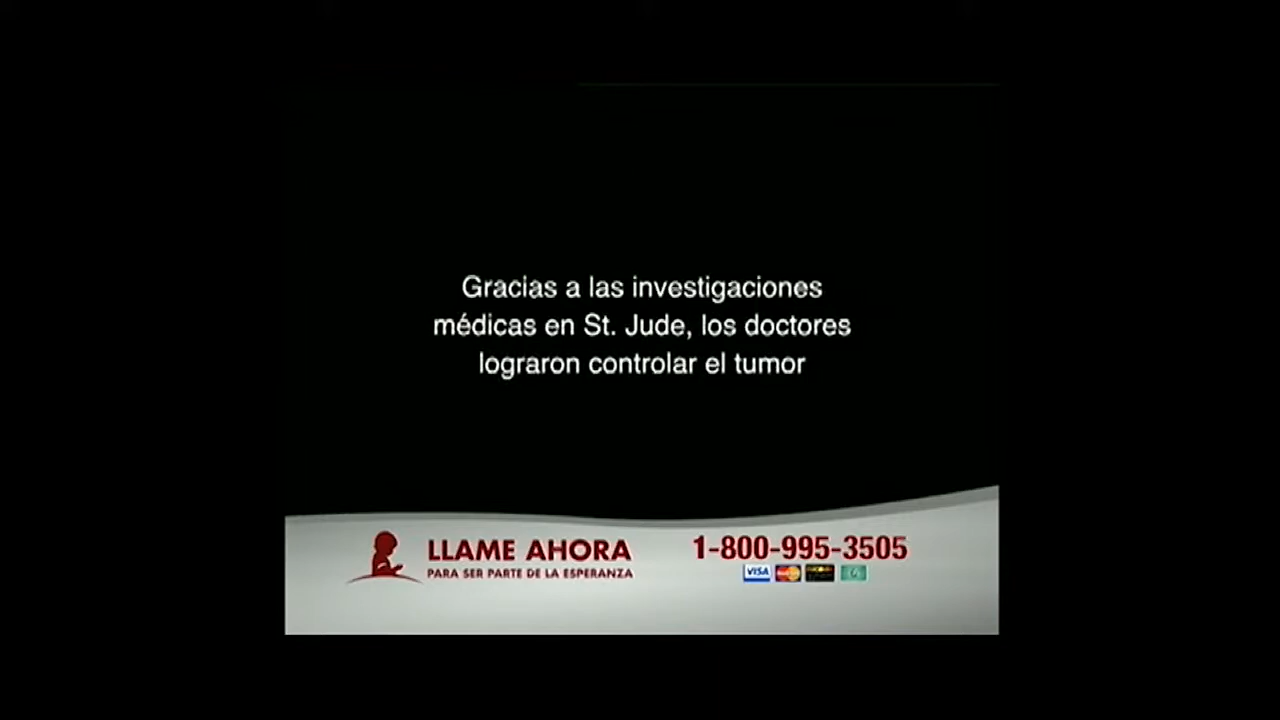 Gracias a las investigaciones
médicas en St. Jude, los doctores
lograron controlar el tumor
LLAME AHORA
PARA SER PARTE DE LA ESPERANZA
1-800-995-3505
VISA